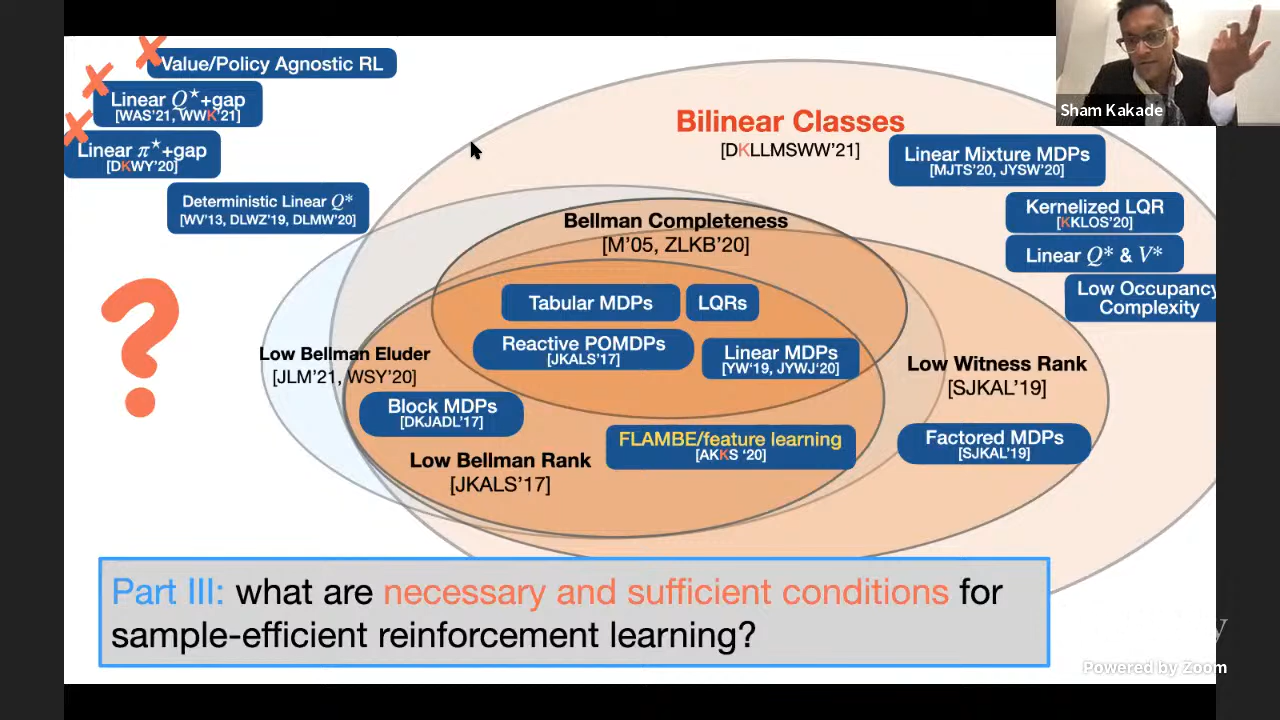 Value/Policy Agnostic RL
Linear Q*+gap
[WAS'21, WWK'21]
Linear π*+gap
[DKWY'20]
Deterministic Linear Q*
[WV'13, DLWZ'19, DLMW'20]
Sham Kakade
Bilinear Classes
[DKLLMSWW'21]
Linear Mixture MDPs
[MJTS'20, JYSW'20]
Kernelized LQR
[KKLOS'20]
Linear Q* & V*
Low Occupancy
Complexity
Bellman Completeness
[M'05, ZLKB'20]
Tabular MDPs
LQRs
Reactive POMDPs
[JKALS'17]
Linear MDPs
[YW'19, JYWJ'20]
?
Low Bellman Eluder
[JLM'21, WSY'20]
Low Witness Rank
[SJKAL'19]
Block MDPs
[DKJADL'17]
FLAMBE/feature learning
[AKKS '20]
Factored MDPs
[SJKAL'19]
Low Bellman Rank
[JKALS'17]
Part III: what are necessary and sufficient conditions for
sample-efficient reinforcement learning?
Powered by Zoom